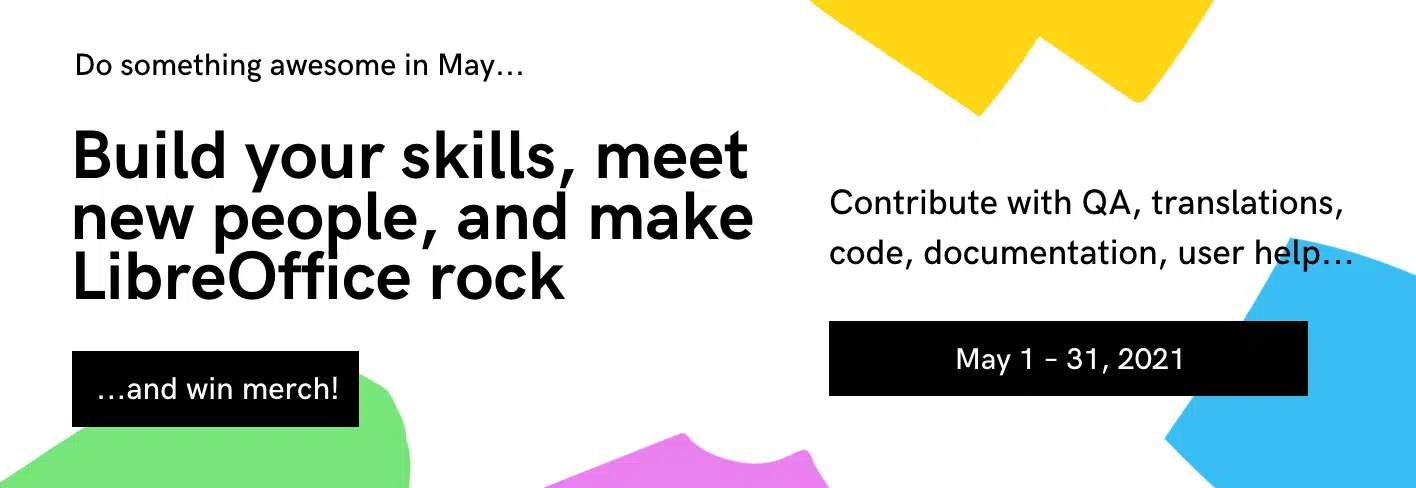 Do something awesome in May...
Build your skills, meet
new people, and make
LibreOffice rock
...and win merch!
Contribute with QA, translations,
code, documentation, user help...
May 1 – 31, 2021